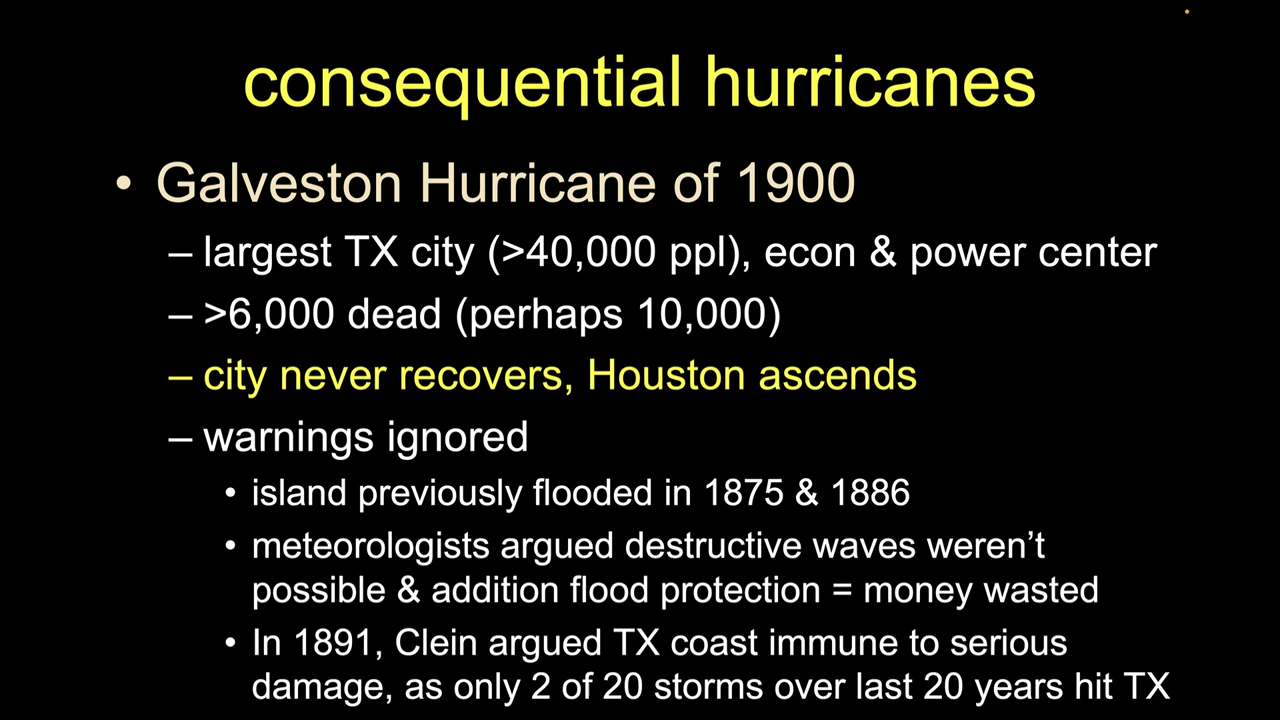 consequential hurricanes
• Galveston Hurricane of 1900
– largest TX city (>40,000 ppl), econ & power center
– >6,000 dead (perhaps 10,000)
– city never recovers, Houston ascends
– warnings ignored
• island previously flooded in 1875 & 1886
• meteorologists argued destructive waves weren’t
possible & addition flood protection = money wasted
• In 1891, Clein argued TX coast immune to serious
damage, as only 2 of 20 storms over last 20 years hit TX